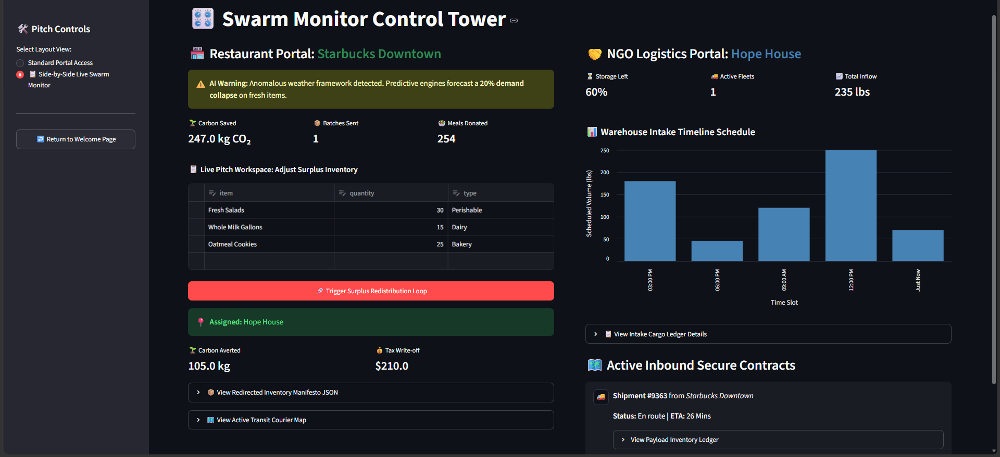 Pitch Controls
Select Layout View:
Standard Portal Access
Side-by-Side Live Swarm
Monitor
Return to Welcome Page
Swarm Monitor Control Tower
Restaurant Portal: Starbucks Downtown
AI Warning: Anomalous weather framework detected. Predictive engines forecast a 20% demand
collapse on fresh items.
Carbon Saved
247.0 kg CO₂
Batches Sent
1
Meals Donated
254
Live Pitch Workspace: Adjust Surplus Inventory
item quantity type
Fresh Salads 30 Perishable
Whole Milk Gallons 15 Dairy
Oatmeal Cookies 25 Bakery
Trigger Surplus Redistribution Loop
Assigned: Hope House
Carbon Averted
105.0 kg
Tax Write-off
$210.0
View Redirected Inventory Manifesto JSON
View Active Transit Courier Map
NGO Logistics Portal: Hope House
Storage Left
60%
Active Fleets
1
Total Inflow
235 lbs
Warehouse Intake Timeline Schedule
Scheduled Volume (lbs)
250
200
150
100
50
0
03:00 PM
06:00 PM
09:00 AM
12:00 PM
Just Now
Time Slot
View Intake Cargo Ledger Details
Active Inbound Secure Contracts
Shipment #9363 from Starbucks Downtown
Status: En route | ETA: 26 Mins
View Payload Inventory Ledger